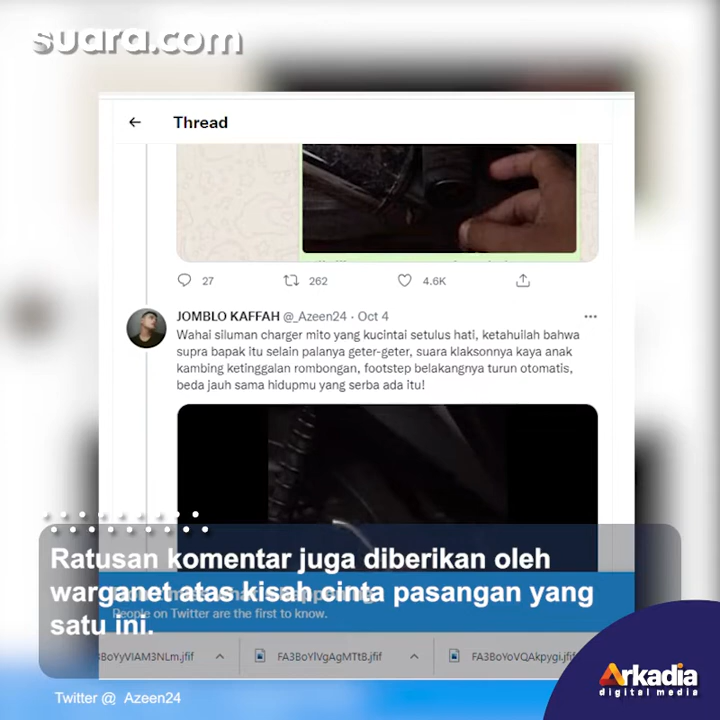 suara.com
Thread
27 262 4.6K
JOMBLO KAFFAH @_Azeen24 · Oct 4
Wahai siluman charger mito yang kucintai setulus hati, ketahuilah bahwa
supra bapak itu selain palanya geter-geter, suara klaksonnya kaya anak
kambing ketinggalan rombongan, footstep belakangnya turun otomatis,
beda jauh sama hidupmu yang serba ada itu!
Ratusan komentar juga diberikan oleh
warganet atas kisah cinta pasangan yang
satu ini.
People on Twitter are the first to know.
3BoYyVIAM3NLm.jfif FA3BoYlVgAgMTtB.jfif FA3BoYoVQAkpygi.jfif
Twitter @_Azeen24
Arkadia
digital media